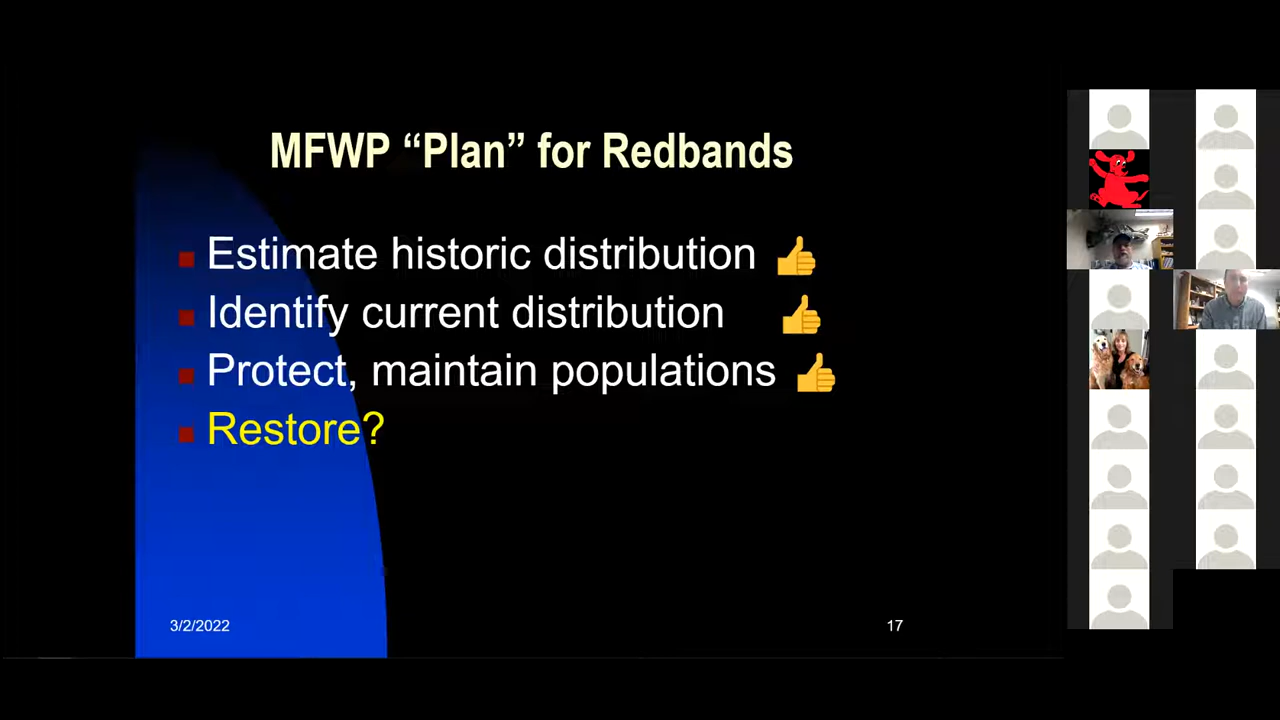 MFWP “Plan” for Redbands
Estimate historic distribution 👍
Identify current distribution 👍
Protect, maintain populations 👍
Restore?
3/2/2022
17